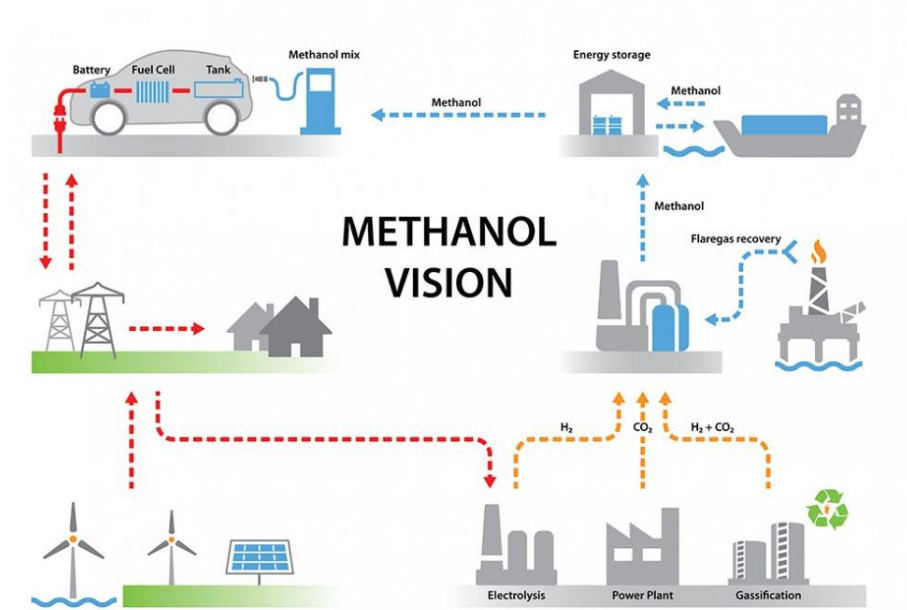 Methanol mix
Energy storage
Battery
Fuel Cell
Tank
Methanol
Methanol
METHANOL
VISION
Methanol
Flaregas recovery
H₂
CO₂
H₂ + CO₂
Electrolysis
Power Plant
Gassification